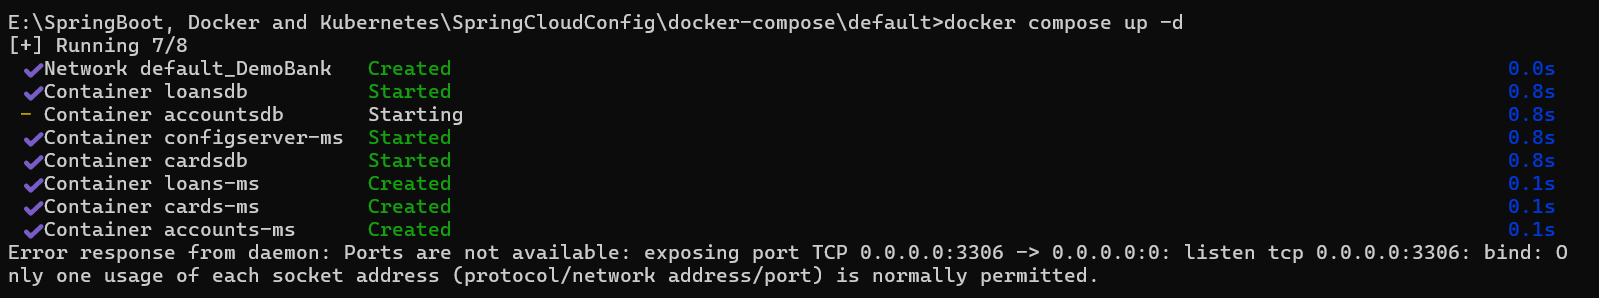 E:\SpringBoot, Docker and Kubernetes\SpringCloudConfig\docker-compose\default>docker compose up -d
[+] Running 7/8
✔Network default_DemoBank Created 0.0s
✔Container loansdb Started 0.8s
- Container accountsdb Starting 0.8s
✔Container configserver-ms Started 0.8s
✔Container cardsdb Started 0.8s
✔Container loans-ms Created 0.1s
✔Container cards-ms Created 0.1s
✔Container accounts-ms Created 0.1s
Error response from daemon: Ports are not available: exposing port TCP 0.0.0.0:3306 -> 0.0.0.0:0: listen tcp 0.0.0.0:3306: bind: O
nly one usage of each socket address (protocol/network address/port) is normally permitted.